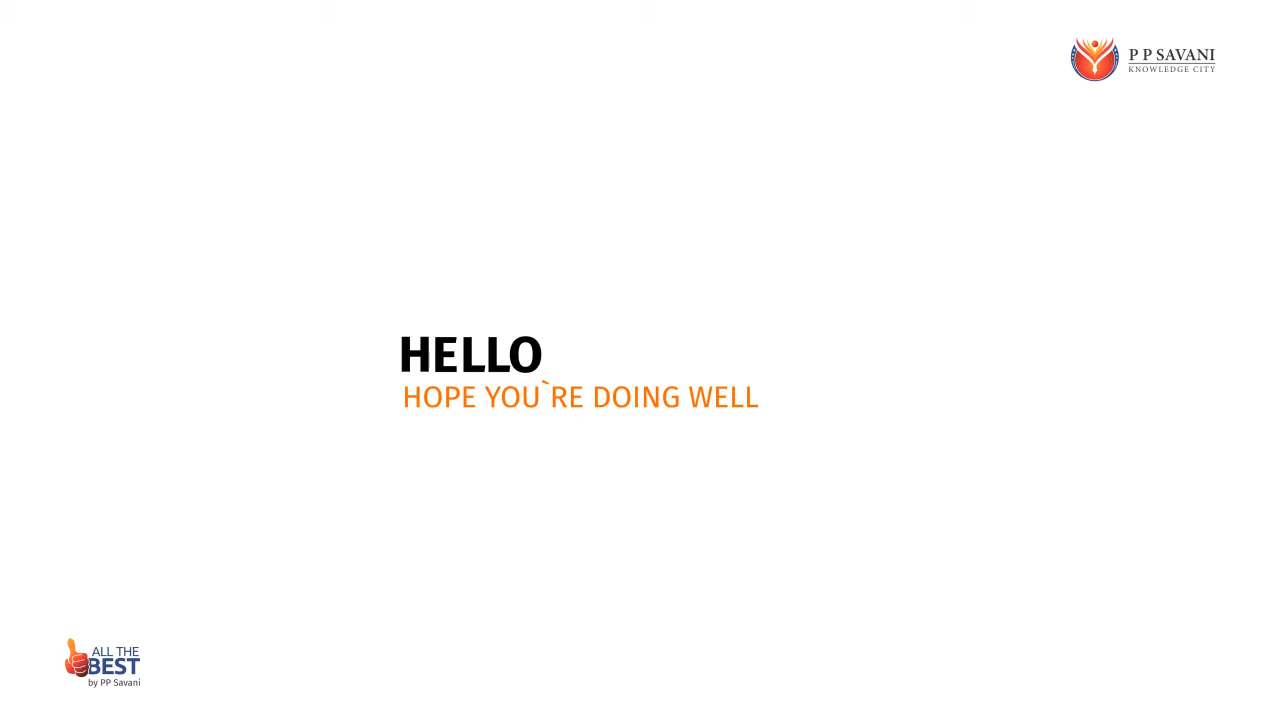 P P SAVANI
KNOWLEDGE CITY
HELLO
HOPE YOU`RE DOING WELL
ALL THE
BEST
by PP Savani